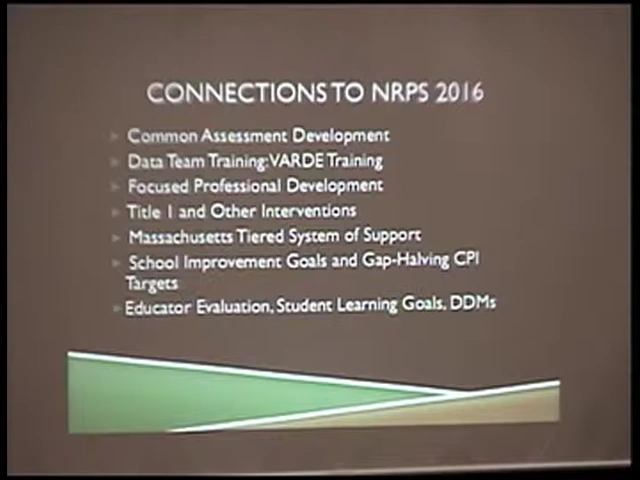 CONNECTIONS TO NRPS 2016
Common Assessment Development
Data Team Training: VARDE Training
Focused Professional Development
Title 1 and Other Interventions
Massachusetts Tiered System of Support
School Improvement Goals and Gap-Halving CPI
Targets
Educator Evaluation, Student Learning Goals, DDMs